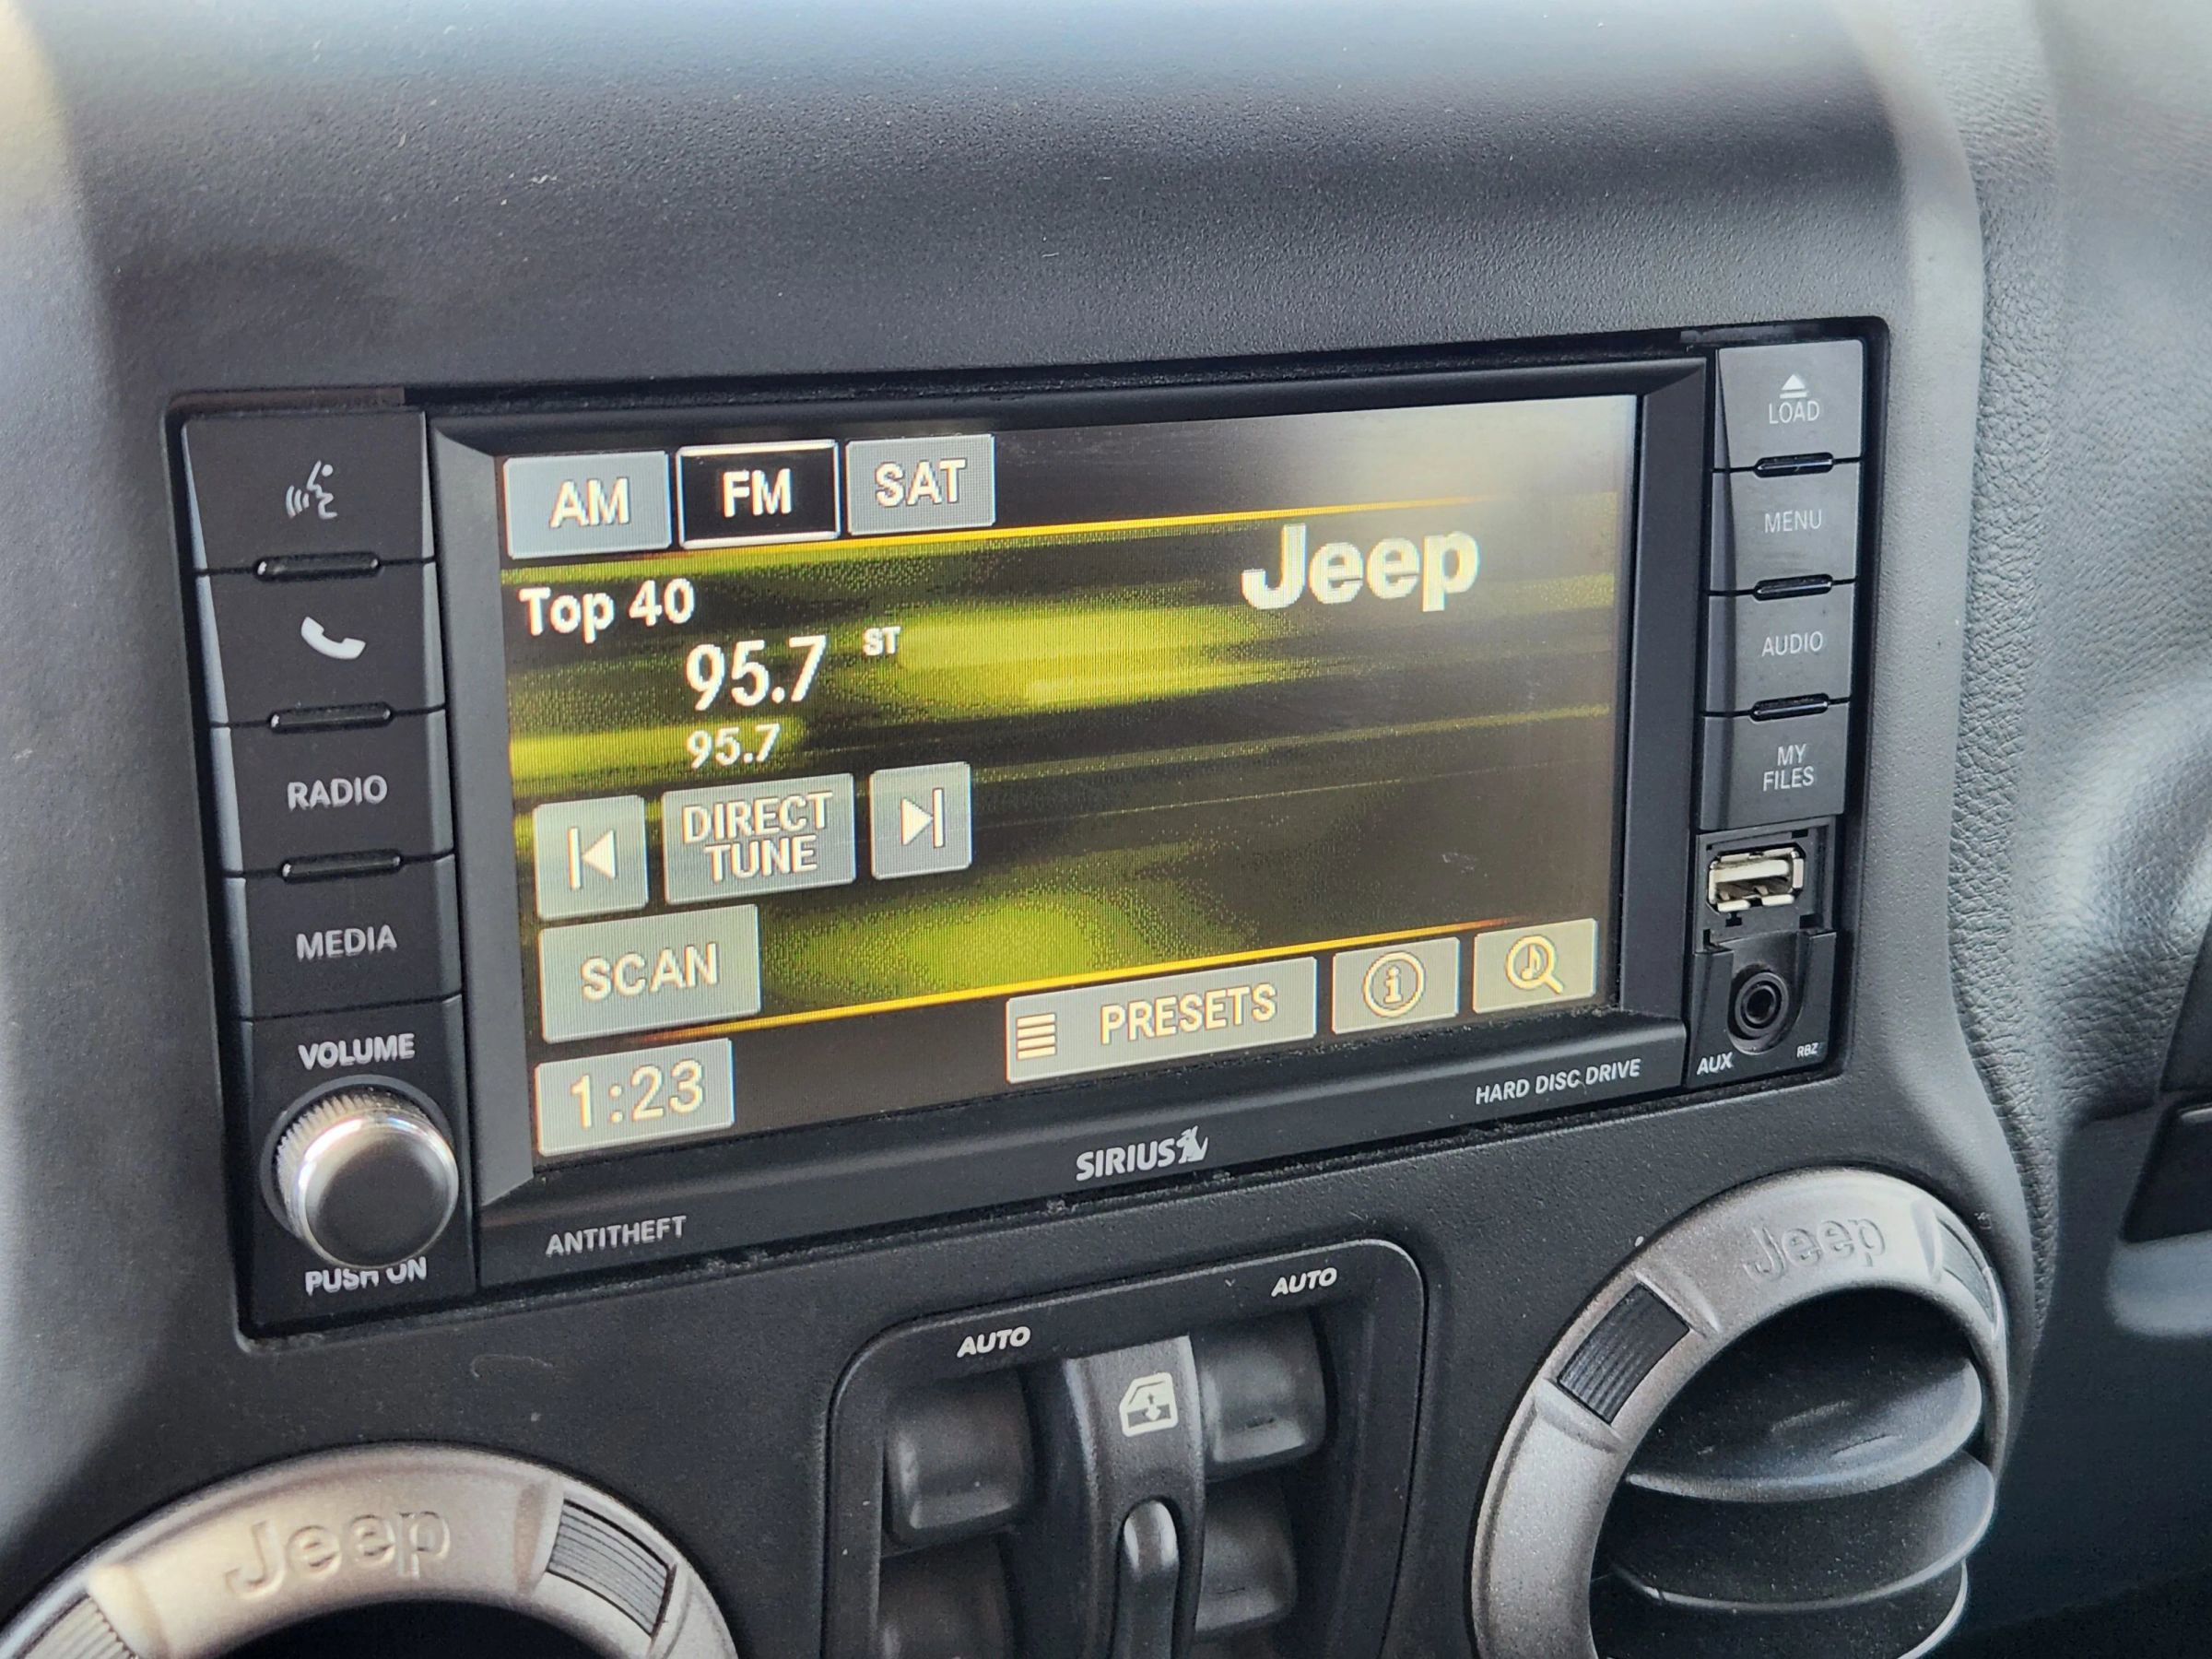 AM FM SAT
Jeep
Top 40
95.7 ST
95.7
DIRECT
TUNE
SCAN
PRESETS
1:23
RADIO
MEDIA
VOLUME
PUSH ON
LOAD
MENU
AUDIO
MY
FILES
AUX
RBZ
HARD DISC DRIVE
SIRIUS
ANTITHEFT
AUTO
AUTO
Jeep
Jeep